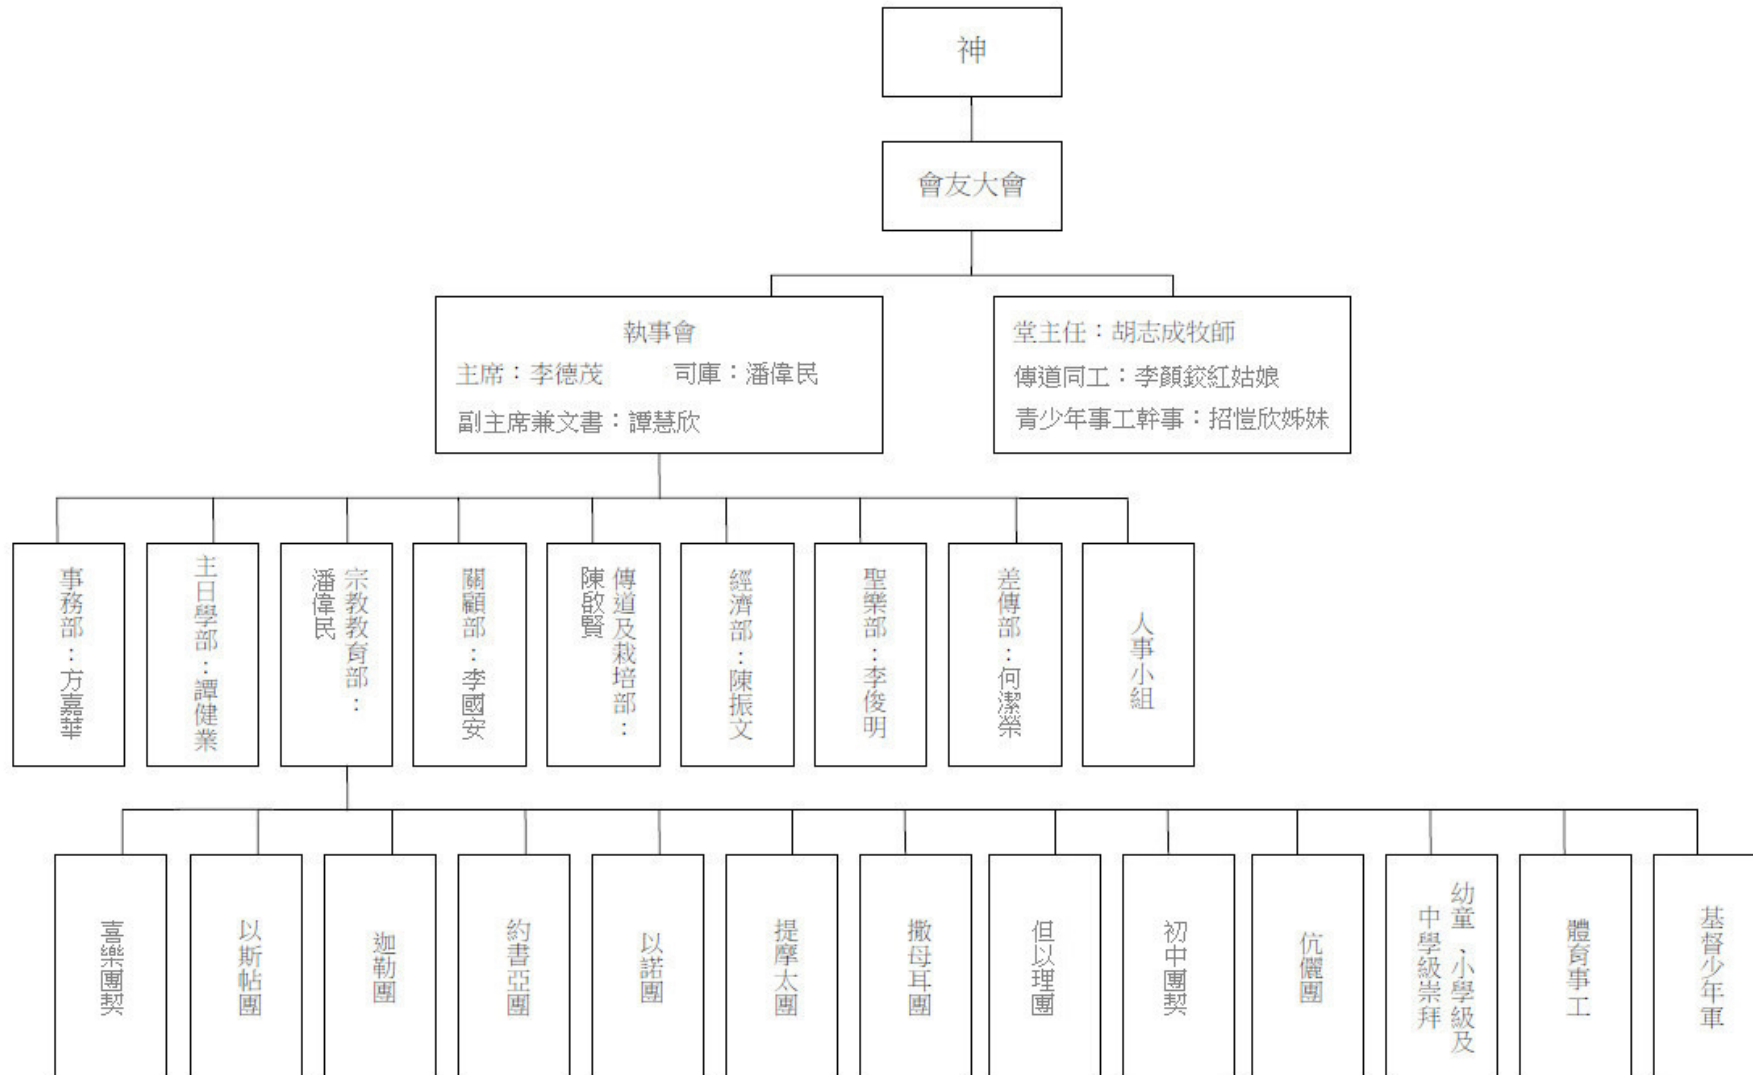 神
會友大會
執事會
主席：李德茂 司庫：潘偉民
副主席兼文書：譚慧欣
堂主任：胡志成牧師
傳道同工：李顏鉸紅姑娘
青少年事工幹事：招愷欣姊妹
事務部：方嘉華
主日學部：譚健業
宗教教育部：
潘偉民
關顧部：李國安
傳道及栽培部：
陳啟賢
經濟部：陳振文
聖樂部：李俊明
差傳部：何潔榮
人事小組
喜樂團契
以斯帖團
迦勒團
約書亞團
以諾團
提摩太團
撒母耳團
但以理團
初中團契
伉儷團
幼童、小學級及
中學級崇拜
體育事工
基督少年軍